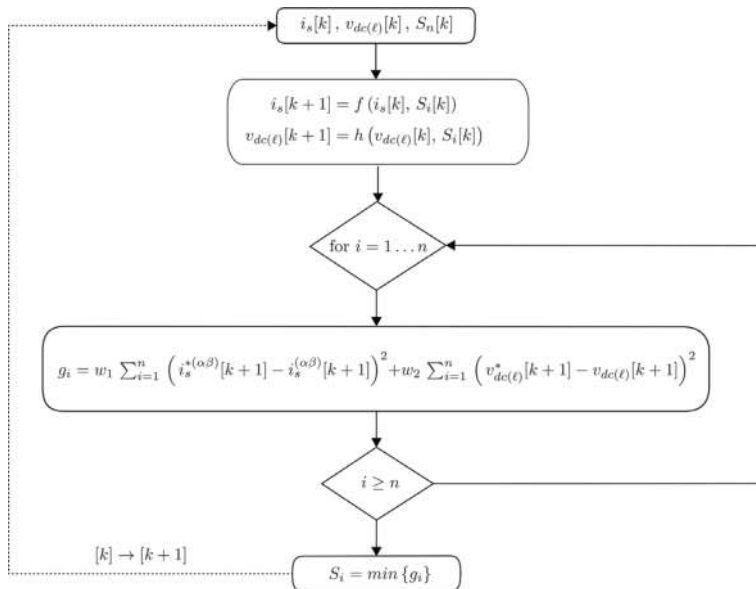 i_s[k] , v_{dc(ℓ)}[k] , S_n[k]
i_s[k + 1] = f (i_s[k], S_i[k])
v_{dc(ℓ)}[k + 1] = h (v_{dc(ℓ)}[k], S_i[k])
for i = 1 … n
g_i = w_1 ∑_{i=1}^{n} (i_s^{*(αβ)}[k + 1] − i_s^{(αβ)}[k + 1])^2 + w_2 ∑_{i=1}^{n} (v_{dc(ℓ)}^{*}[k + 1] − v_{dc(ℓ)}[k + 1])^2
i ≥ n
[k] → [k + 1]
S_i = min {g_i}